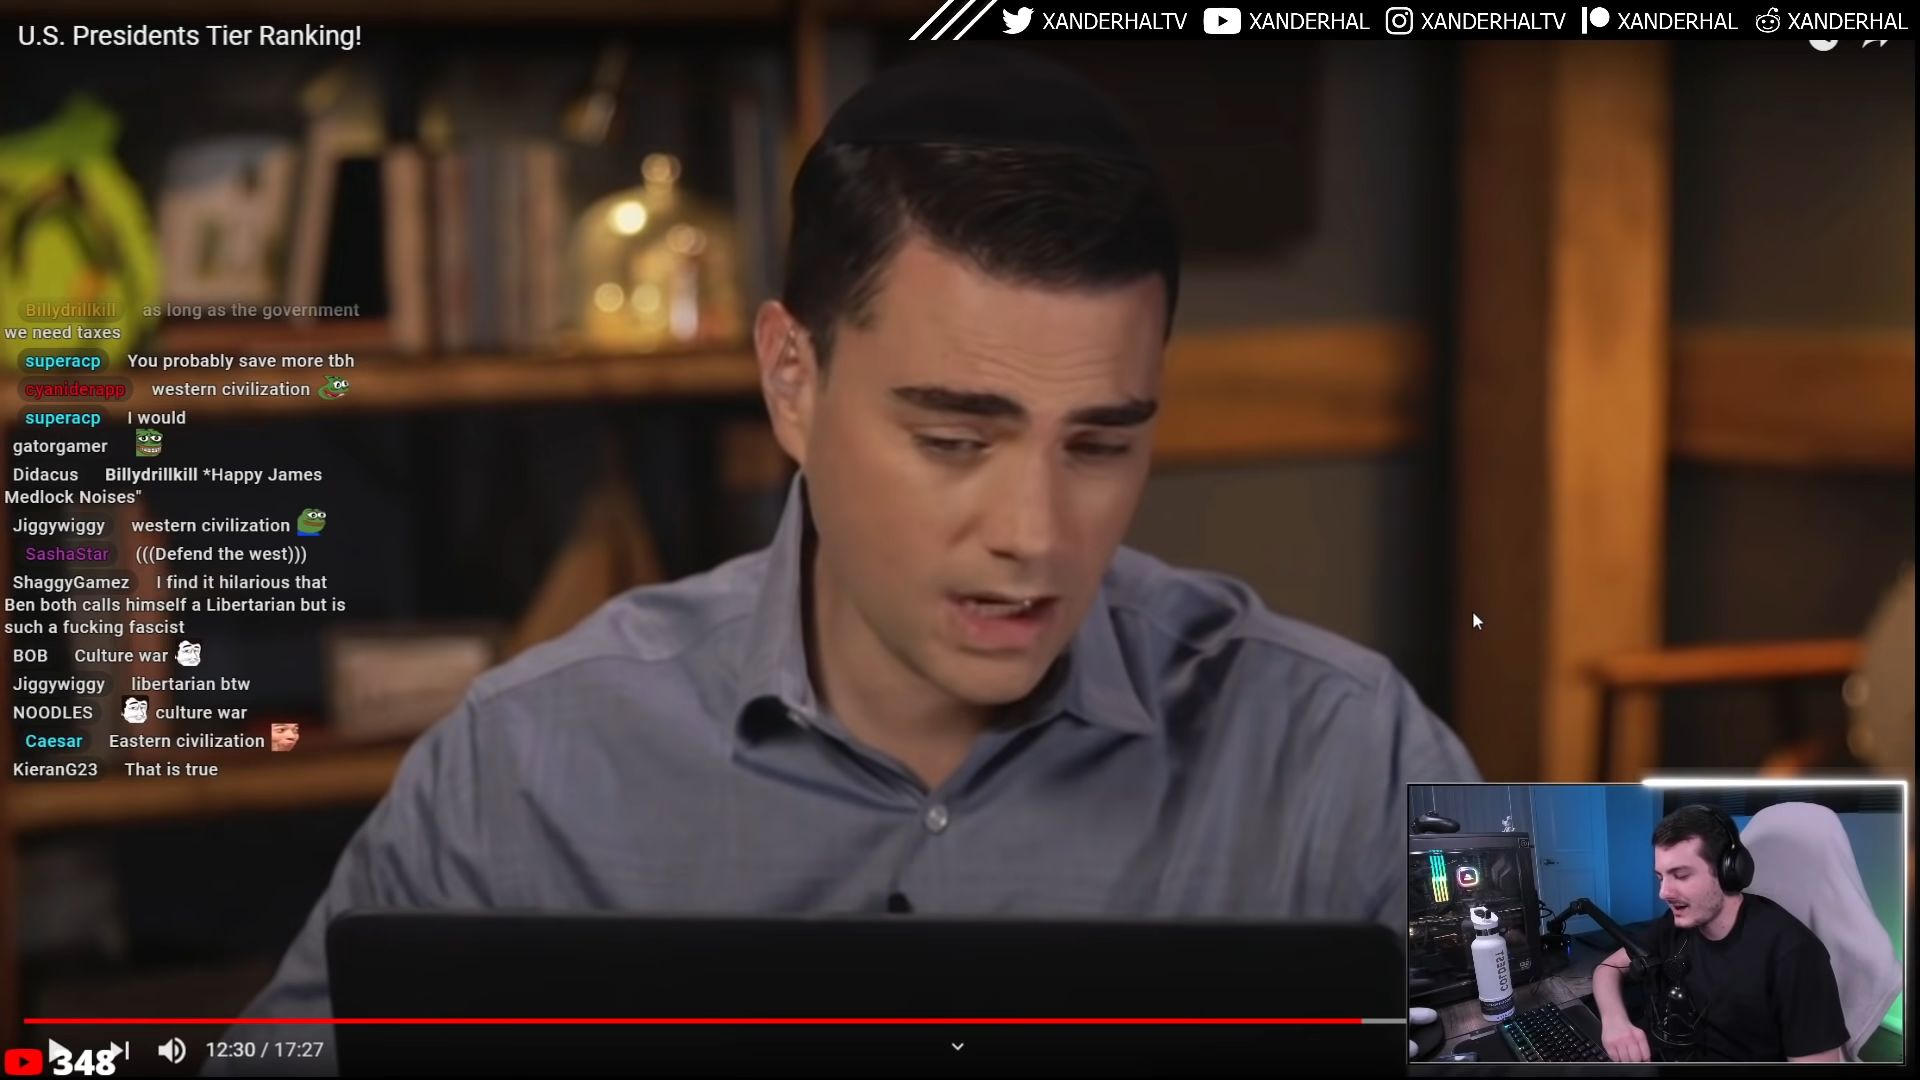 U.S. Presidents Tier Ranking!
XANDERHALTV XANDERHAL XANDERHALTV XANDERHAL XANDERHAL
Billydrillkill as long as the government
we need taxes
superacp You probably save more tbh
cyaniderapp western civilization
superacp I would
gatorgamer
Didacus Billydrillkill *Happy James
Medlock Noises"
Jiggywiggy western civilization
SashaStar (((Defend the west)))
ShaggyGamez I find it hilarious that
Ben both calls himself a Libertarian but is
such a fucking fascist
BOB Culture war
Jiggywiggy libertarian btw
NOODLES culture war
Caesar Eastern civilization
KieranG23 That is true
COLDEST
348
12:30 / 17:27